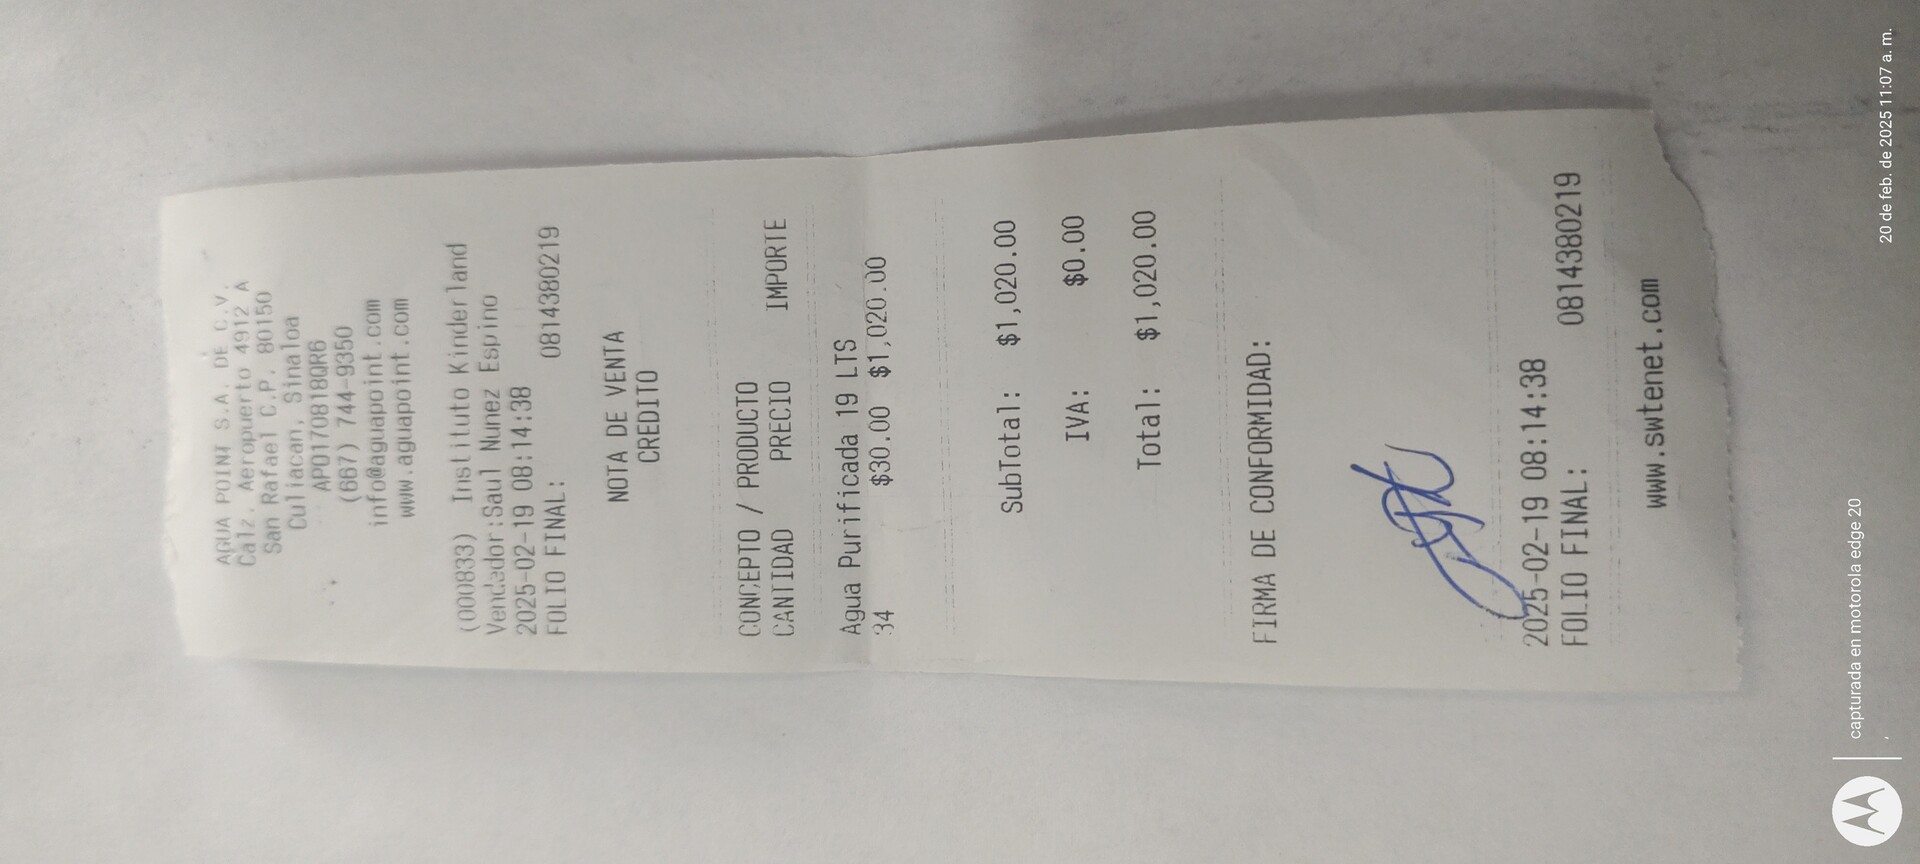 AGUA POINT S.A. DE C.V.
Calz. Aeropuerto 4912 A
San Rafael C.P. 80150
Culiacan, Sinaloa
APO170818QR6
(667) 744-9350
info@aguapoint.com
www.aguapoint.com
(000833) Instituto Kinderland
Vendedor:Saul Nunez Espino
2025-02-19 08:14:38
FOLIO FINAL: 0814380219
NOTA DE VENTA
CREDITO
CONCEPTO / PRODUCTO
CANTIDAD PRECIO IMPORTE
Agua Purificada 19 LTS
34 $30.00 $1,020.00
SubTotal: $1,020.00
IVA: $0.00
Total: $1,020.00
FIRMA DE CONFORMIDAD:
2025-02-19 08:14:38
FOLIO FINAL: 0814380219
www.swtenet.com
capturada en motorola edge 20
20 de feb. de 2025 11:07 a. m.